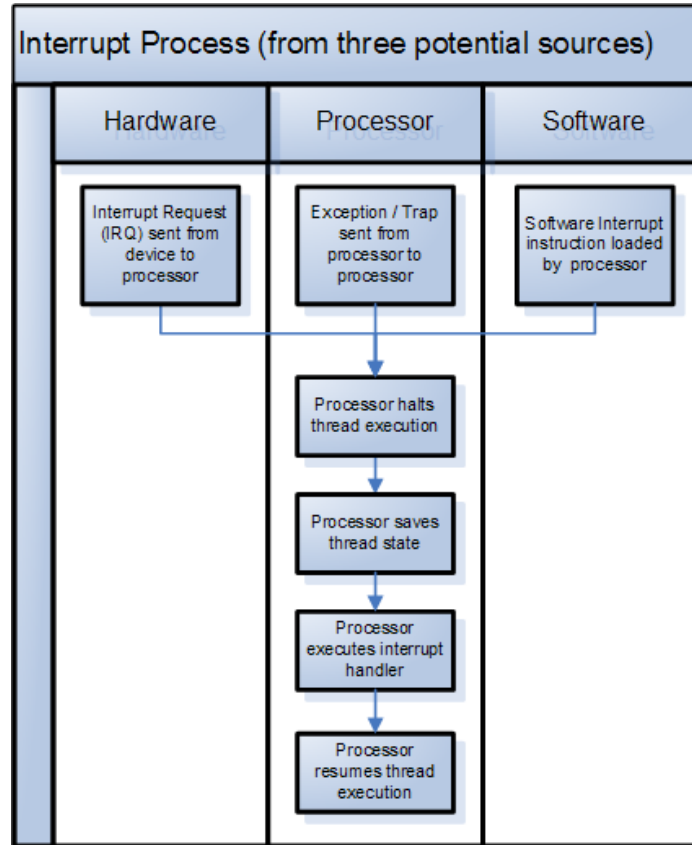 Interrupt Process (from three potential sources)
Hardware
Processor
Software
Interrupt Request
(IRQ) sent from
device to
processor
Exception / Trap
sent from
processor to
processor
Software Interrupt
instruction loaded
by processor
Processor halts
thread execution
Processor saves
thread state
Processor
executes interrupt
handler
Processor
resumes thread
execution